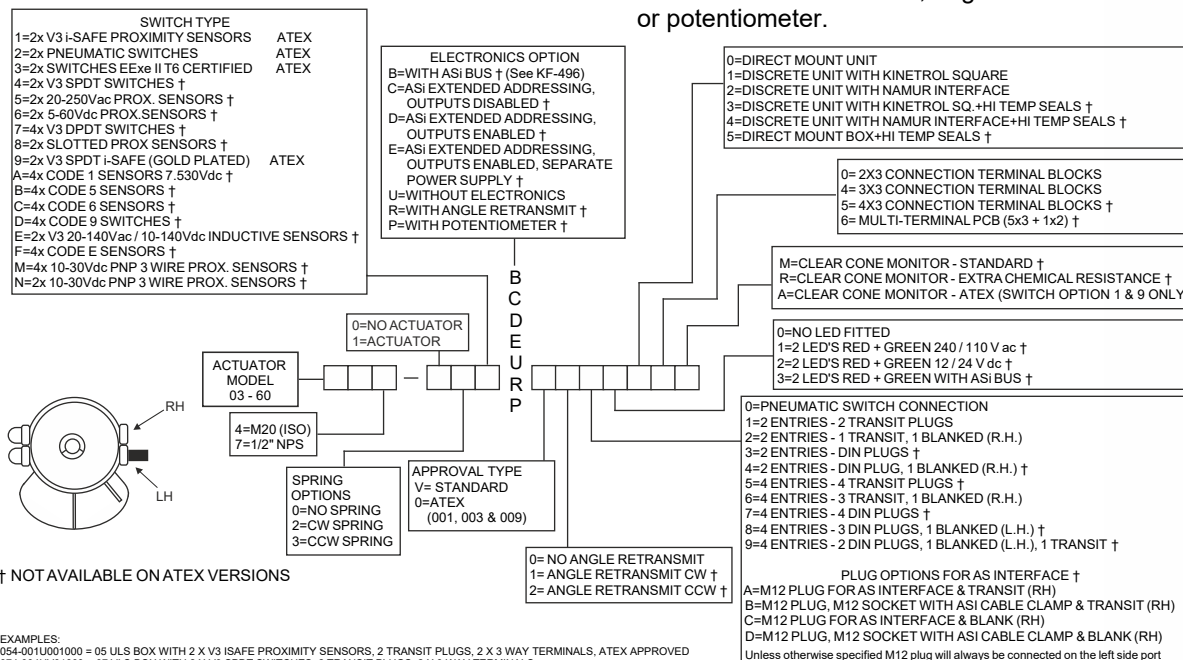 or potentiometer.
SWITCH TYPE
1=2x V3 i-SAFE PROXIMITY SENSORS ATEX
2=2x PNEUMATIC SWITCHES ATEX
3=2x SWITCHES EExe II T6 CERTIFIED ATEX
4=2x V3 SPDT SWITCHES †
5=2x 20-250Vac PROX. SENSORS †
6=2x 5-60Vdc PROX.SENSORS †
7=4x V3 DPDT SWITCHES †
8=2x SLOTTED PROX SENSORS †
9=2x V3 SPDT i-SAFE (GOLD PLATED) ATEX
A=4x CODE 1 SENSORS 7.530Vdc †
B=4x CODE 5 SENSORS †
C=4x CODE 6 SENSORS †
D=4x CODE 9 SWITCHES †
E=2x V3 20-140Vac / 10-140Vdc INDUCTIVE SENSORS †
F=4x CODE E SENSORS †
M=4x 10-30Vdc PNP 3 WIRE PROX. SENSORS †
N=2x 10-30Vdc PNP 3 WIRE PROX. SENSORS †
ELECTRONICS OPTION
B=WITH ASi BUS † (See KF-496)
C=ASi EXTENDED ADDRESSING,
OUTPUTS DISABLED †
D=ASi EXTENDED ADDRESSING,
OUTPUTS ENABLED †
E=ASi EXTENDED ADDRESSING,
OUTPUTS ENABLED, SEPARATE
POWER SUPPLY †
U=WITHOUT ELECTRONICS
R=WITH ANGLE RETRANSMIT †
P=WITH POTENTIOMETER †
0=DIRECT MOUNT UNIT
1=DISCRETE UNIT WITH KINETROL SQUARE
2=DISCRETE UNIT WITH NAMUR INTERFACE
3=DISCRETE UNIT WITH KINETROL SQ.+HI TEMP SEALS †
4=DISCRETE UNIT WITH NAMUR INTERFACE+HI TEMP SEALS †
5=DIRECT MOUNT BOX+HI TEMP SEALS †
0= 2X3 CONNECTION TERMINAL BLOCKS
4= 3X3 CONNECTION TERMINAL BLOCKS
5= 4X3 CONNECTION TERMINAL BLOCKS †
6= MULTI-TERMINAL PCB (5x3 + 1x2) †
M=CLEAR CONE MONITOR - STANDARD †
R=CLEAR CONE MONITOR - EXTRA CHEMICAL RESISTANCE †
A=CLEAR CONE MONITOR - ATEX (SWITCH OPTION 1 & 9 ONLY
0=NO LED FITTED
1=2 LED'S RED + GREEN 240 / 110 V ac †
2=2 LED'S RED + GREEN 12 / 24 V dc †
3=2 LED'S RED + GREEN WITH ASi BUS †
B
C
D
E
U
R
P
0=NO ACTUATOR
1=ACTUATOR
ACTUATOR
MODEL
03 - 60
RH
LH
4=M20 (ISO)
7=1/2" NPS
SPRING
OPTIONS
0=NO SPRING
2=CW SPRING
3=CCW SPRING
APPROVAL TYPE
V= STANDARD
0=ATEX
(001, 003 & 009)
0= NO ANGLE RETRANSMIT
1= ANGLE RETRANSMIT CW †
2= ANGLE RETRANSMIT CCW †
0=PNEUMATIC SWITCH CONNECTION
1=2 ENTRIES - 2 TRANSIT PLUGS
2=2 ENTRIES - 1 TRANSIT, 1 BLANKED (R.H.)
3=2 ENTRIES - DIN PLUGS †
4=2 ENTRIES - DIN PLUG, 1 BLANKED (R.H.) †
5=4 ENTRIES - 4 TRANSIT PLUGS †
6=4 ENTRIES - 3 TRANSIT, 1 BLANKED (R.H.)
7=4 ENTRIES - 4 DIN PLUGS †
8=4 ENTRIES - 3 DIN PLUGS, 1 BLANKED (L.H.) †
9=4 ENTRIES - 2 DIN PLUGS, 1 BLANKED (L.H.), 1 TRANSIT †
PLUG OPTIONS FOR AS INTERFACE †
A=M12 PLUG FOR AS INTERFACE & TRANSIT (RH)
B=M12 PLUG, M12 SOCKET WITH ASI CABLE CLAMP & TRANSIT (RH)
C=M12 PLUG FOR AS INTERFACE & BLANK (RH)
D=M12 PLUG, M12 SOCKET WITH ASI CABLE CLAMP & BLANK (RH)
Unless otherwise specified M12 plug will always be connected on the left side port
† NOT AVAILABLE ON ATEX VERSIONS
EXAMPLES:
054-001U001000 = 05 ULS BOX WITH 2 X V3 ISAFE PROXIMITY SENSORS, 2 TRANSIT PLUGS, 2 X 3 WAY TERMINALS, ATEX APPROVED